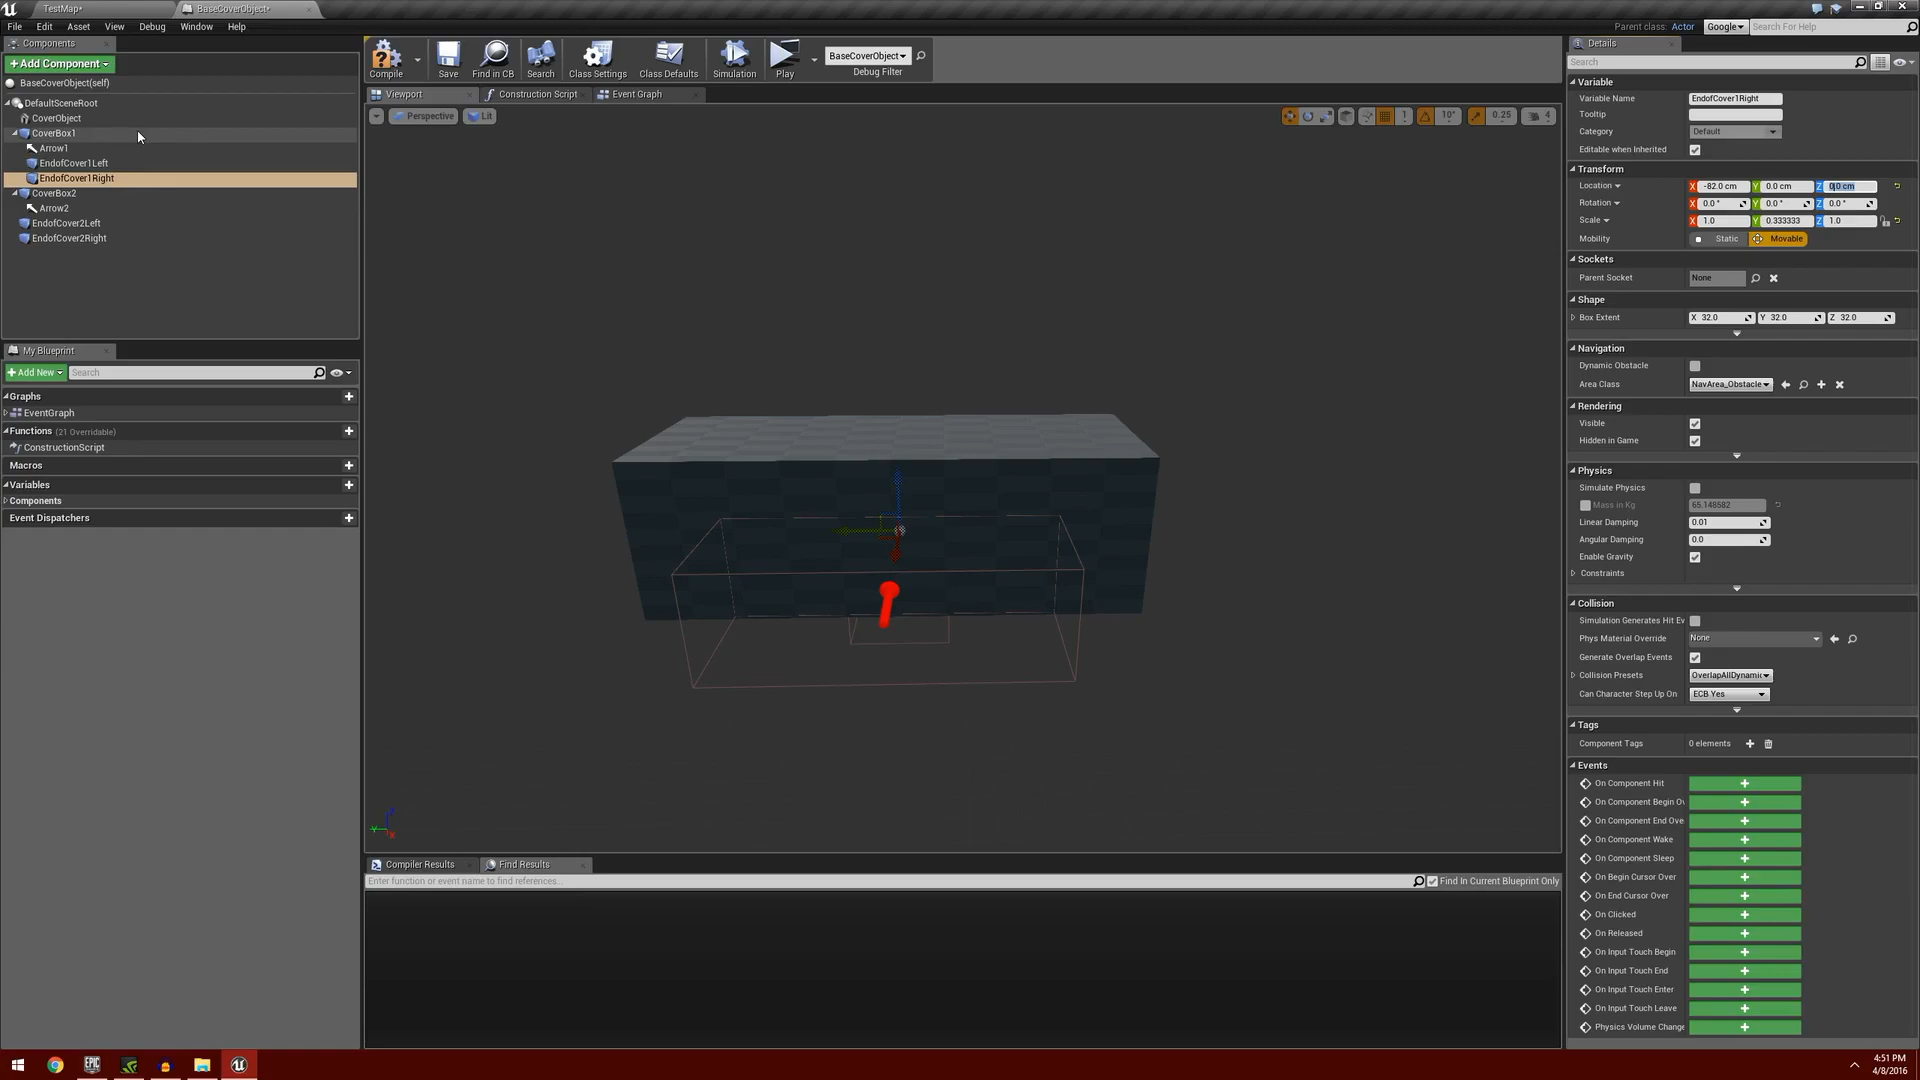 TestMap*
BaseCoverObject*
File Edit Asset View Debug Window Help
Parent class: Actor Google Search For Help
Components
+Add Component
BaseCoverObject(self)
DefaultSceneRoot
CoverObject
CoverBox1
Arrow1
EndofCover1Left
EndofCover1Right
CoverBox2
Arrow2
EndofCover2Left
EndofCover2Right
My Blueprint
+Add New Search
Graphs
EventGraph
Functions (21 Overridable)
ConstructionScript
Macros
Variables
Components
Event Dispatchers
Compile Save Find in CB Search Class Settings Class Defaults Simulation Play
BaseCoverObject
Debug Filter
Viewport Construction Script Event Graph
Perspective Lit 1 10° 0.25 4
Compiler Results Find Results
Enter function or event name to find references...
Find In Current Blueprint Only
Details
Search
Variable
Variable Name EndofCover1Right
Tooltip
Category Default
Editable when Inherited
Transform
Location X -82.0 cm Y 0.0 cm Z 0.0 cm
Rotation X 0.0 ° Y 0.0 ° Z 0.0 °
Scale X 1.0 Y 0.333333 Z 1.0
Mobility Static Movable
Sockets
Parent Socket None
Shape
Box Extent X 32.0 Y 32.0 Z 32.0
Navigation
Dynamic Obstacle
Area Class NavArea_Obstacle
Rendering
Visible
Hidden in Game
Physics
Simulate Physics
Mass in Kg 65.148582
Linear Damping 0.01
Angular Damping 0.0
Enable Gravity
Constraints
Collision
Simulation Generates Hit Ev
Phys Material Override None
Generate Overlap Events
Collision Presets OverlapAllDynamic
Can Character Step Up On ECB Yes
Tags
Component Tags 0 elements
Events
On Component Hit
On Component Begin Ov
On Component End Over
On Component Wake
On Component Sleep
On Begin Cursor Over
On End Cursor Over
On Clicked
On Released
On Input Touch Begin
On Input Touch End
On Input Touch Enter
On Input Touch Leave
Physics Volume Change
EPIC
4:51 PM
4/8/2016